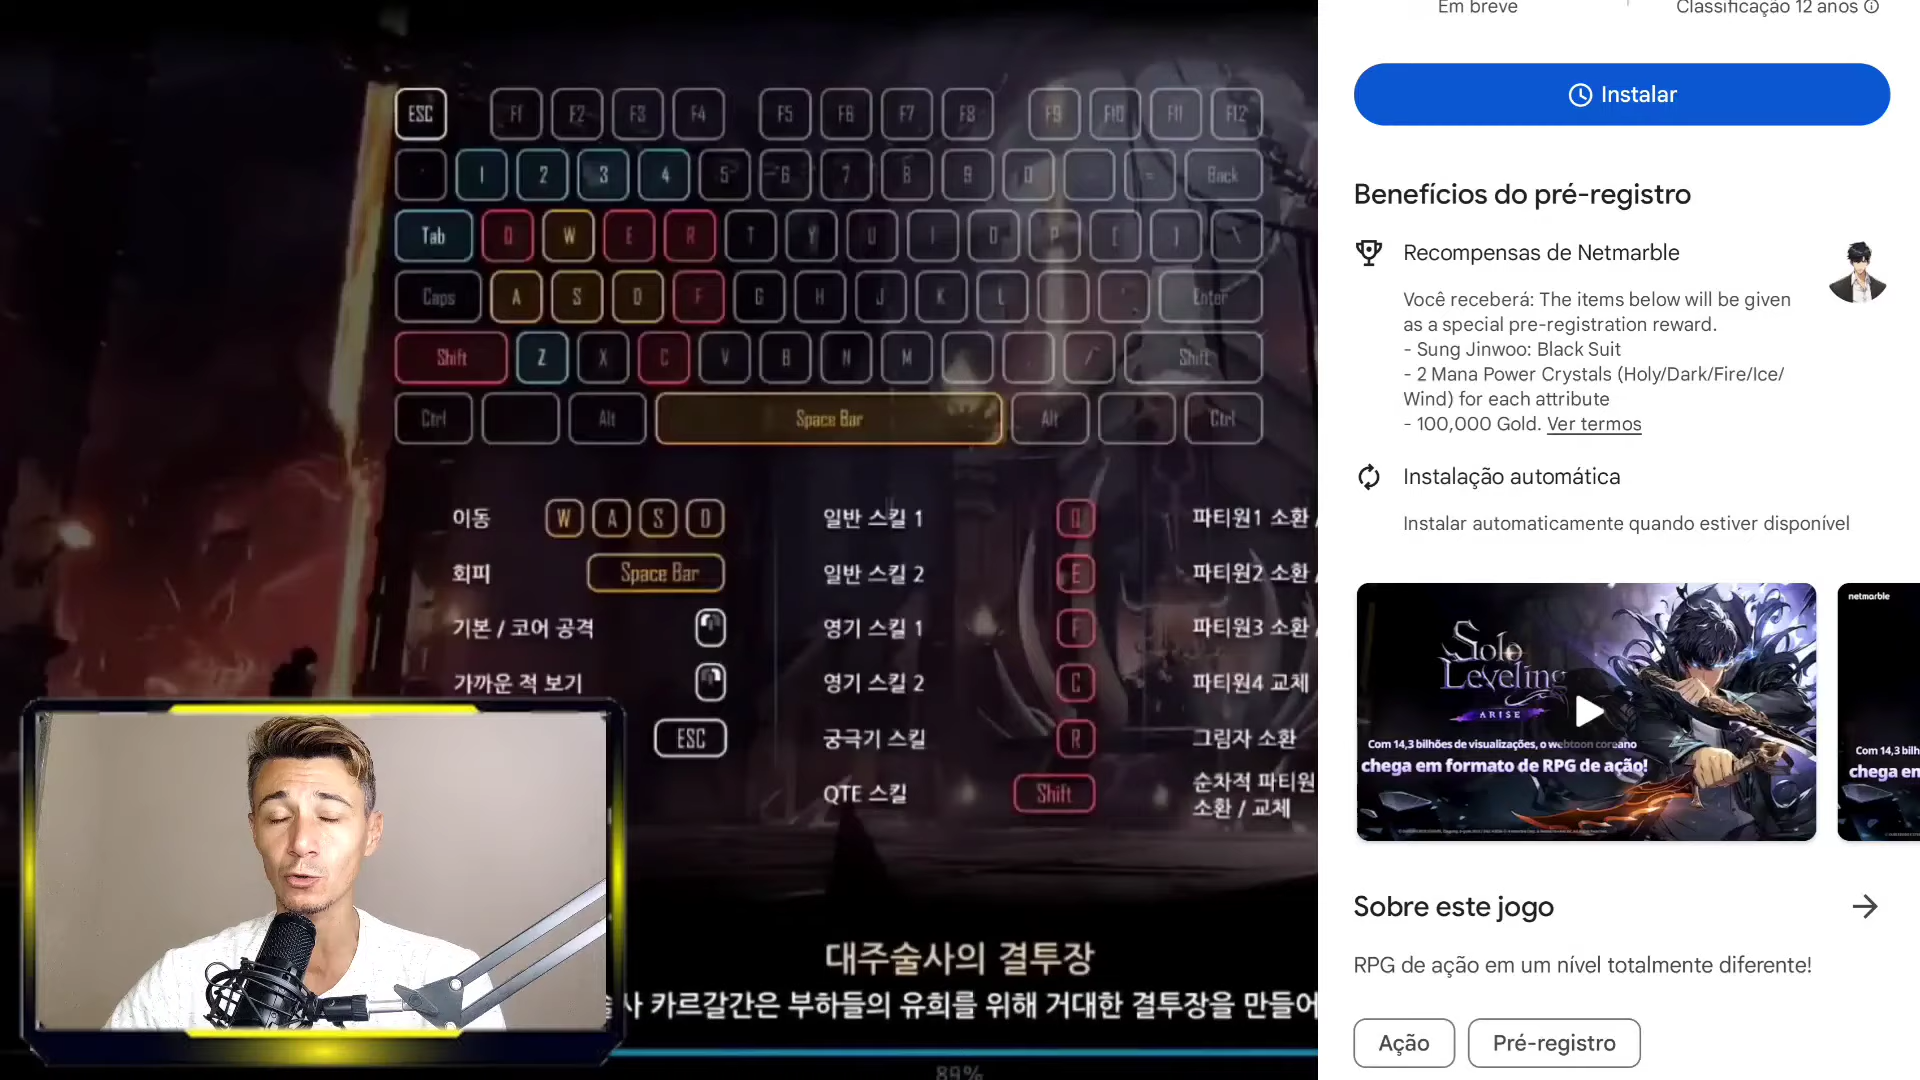 ESC F1 F2 F3 F4 F5 F6 F7 F8 F9 F10 F11 F12
1 2 3 4 5 6 7 8 9 0 - = Back
Tab Q W E R T Y U I O P [ ] \
Caps A S D F G H J K L ; ' Enter
Shift Z X C V B N M , . / Shift
Ctrl Alt Space Bar Alt Ctrl
이동 W A S D
회피 Space Bar
기본 / 코어 공격
가까운 적 보기
ESC
일반 스킬 1 Q
일반 스킬 2 E
영기 스킬 1 F
영기 스킬 2 C
궁극기 스킬 R
QTE 스킬 Shift
파티원1 소환 /
파티원2 소환 /
파티원3 소환 /
파티원4 교체
그림자 소환
순차적 파티원
소환 / 교체
대주술사의 결투장
사 카르갈간은 부하들의 유희를 위해 거대한 결투장을 만들어
89%
Em breve
Classificação 12 anos
Instalar
Benefícios do pré-registro
Recompensas de Netmarble
Você receberá: The items below will be given
as a special pre-registration reward.
- Sung Jinwoo: Black Suit
- 2 Mana Power Crystals (Holy/Dark/Fire/Ice/
Wind) for each attribute
- 100,000 Gold. Ver termos
Instalação automática
Instalar automaticamente quando estiver disponível
Solo
Leveling
ARISE
Com 14,3 bilhões de visualizações, o webtoon coreano
chega em formato de RPG de ação!
netmarble
Com 14,3 bilh
chega em
Sobre este jogo
RPG de ação em um nível totalmente diferente!
Ação
Pré-registro